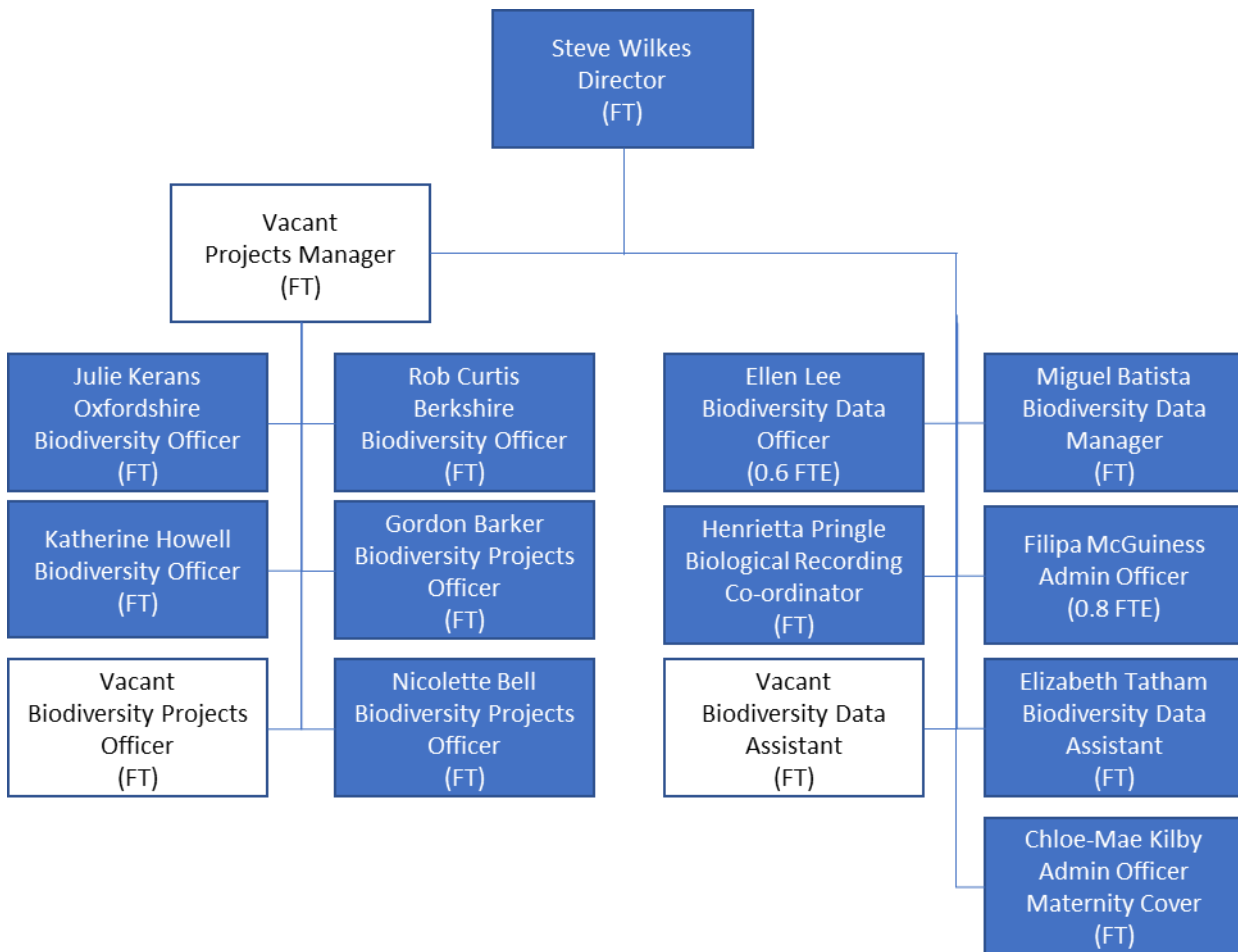 Steve Wilkes
Director
(FT)
Vacant
Projects Manager
(FT)
Julie Kerans
Oxfordshire
Biodiversity Officer
(FT)
Rob Curtis
Berkshire
Biodiversity Officer
(FT)
Ellen Lee
Biodiversity Data
Officer
(0.6 FTE)
Miguel Batista
Biodiversity Data
Manager
(FT)
Katherine Howell
Biodiversity Officer
(FT)
Gordon Barker
Biodiversity Projects
Officer
(FT)
Henrietta Pringle
Biological Recording
Co-ordinator
(FT)
Filipa McGuiness
Admin Officer
(0.8 FTE)
Vacant
Biodiversity Projects
Officer
(FT)
Nicolette Bell
Biodiversity Projects
Officer
(FT)
Vacant
Biodiversity Data
Assistant
(FT)
Elizabeth Tatham
Biodiversity Data
Assistant
(FT)
Chloe-Mae Kilby
Admin Officer
Maternity Cover
(FT)